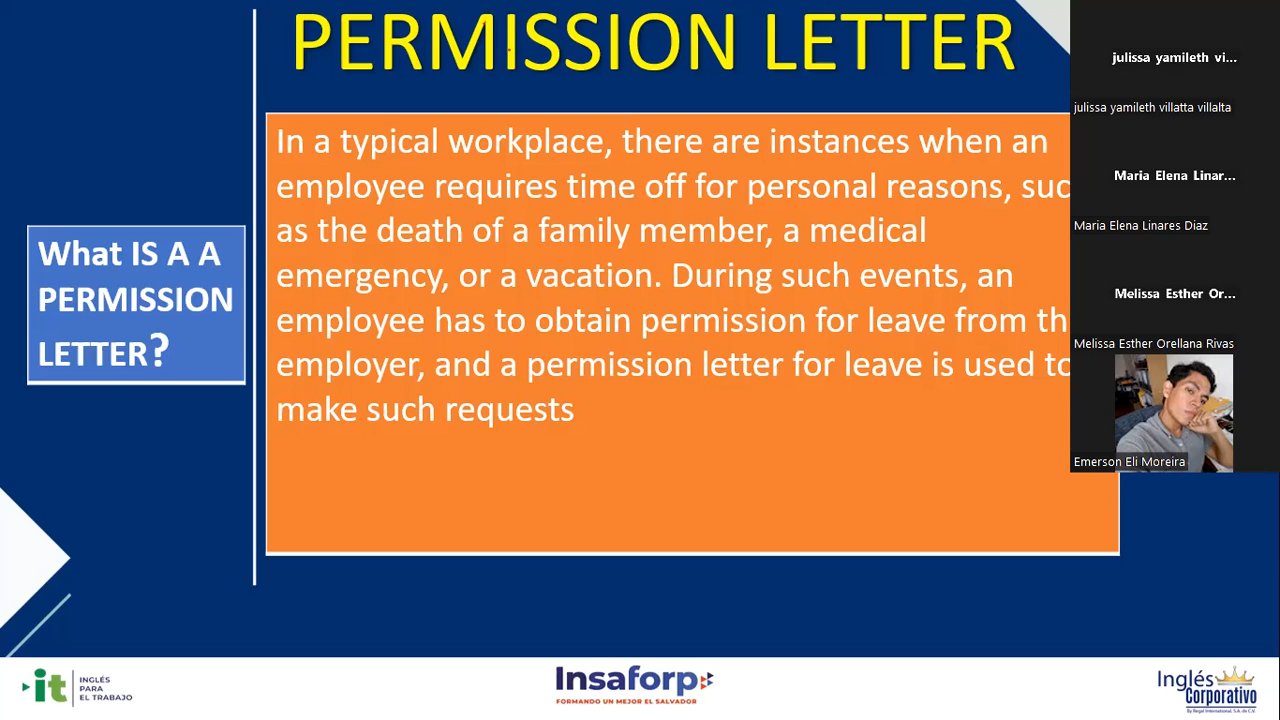 PERMISSION LETTER
What IS A A
PERMISSION
LETTER?
In a typical workplace, there are instances when an
employee requires time off for personal reasons, suc
as the death of a family member, a medical
emergency, or a vacation. During such events, an
employee has to obtain permission for leave from th
employer, and a permission letter for leave is used to
make such requests
julissa yamileth vi...
julissa yamileth villatta villalta
Maria Elena Linar...
Maria Elena Linares Diaz
Melissa Esther Or...
Melissa Esther Orellana Rivas
Emerson Eli Moreira
it
INGLÉS
PARA
EL TRABAJO
Insaforp
FORMANDO UN MEJOR EL SALVADOR
Inglés
Corporativo
By Regal International, S.A. de C.V.